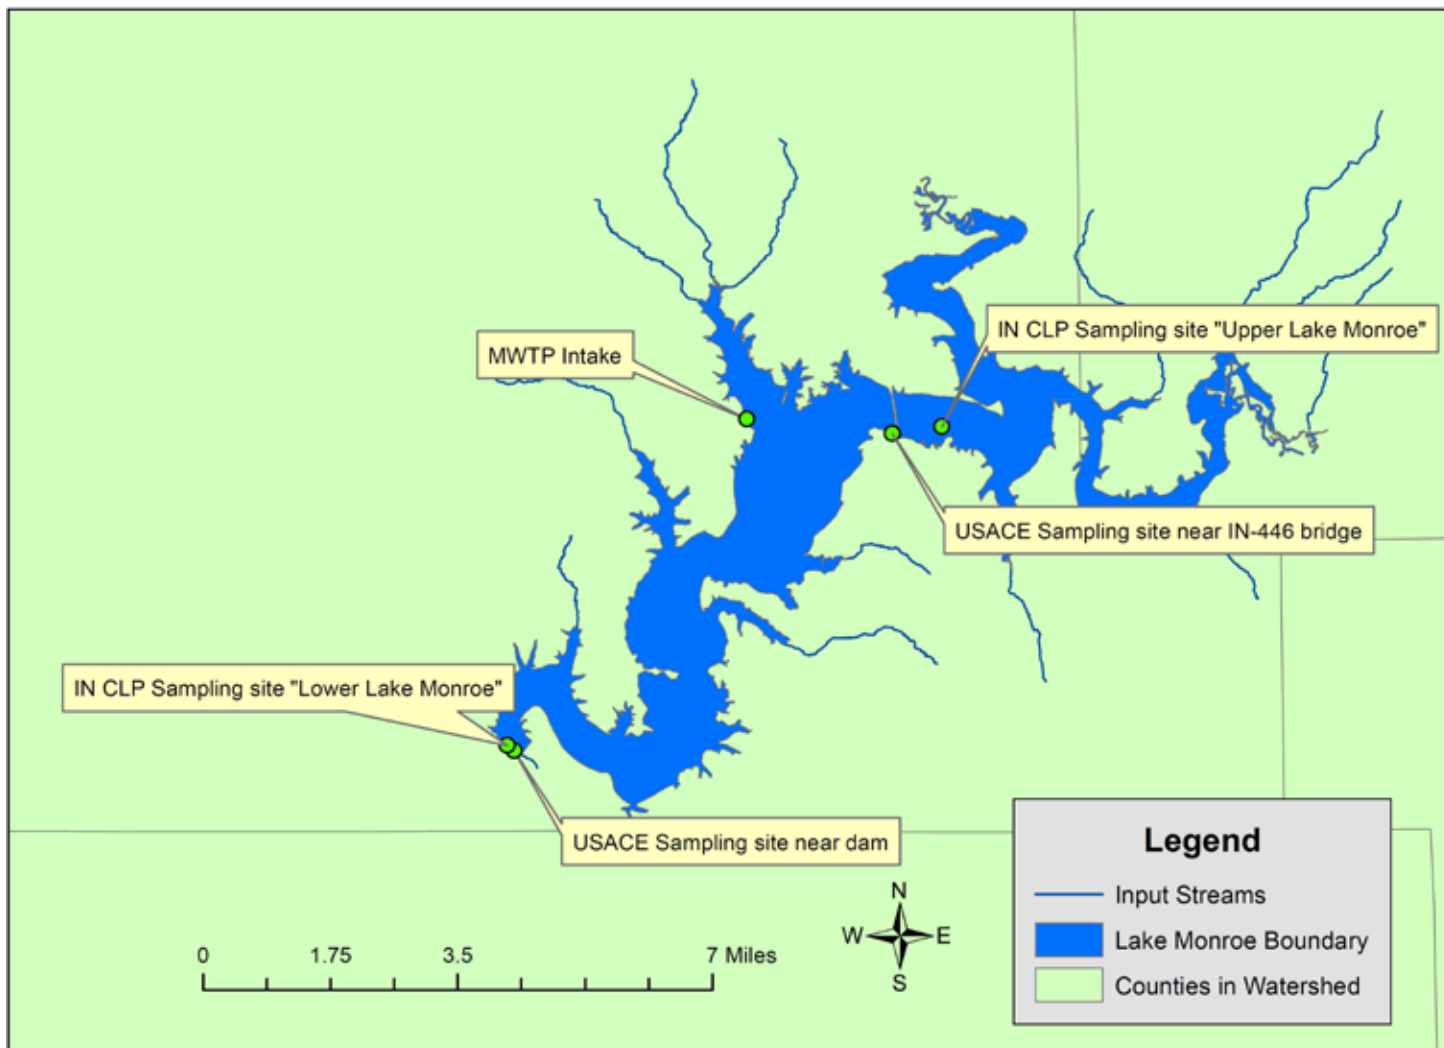 IN CLP Sampling site "Upper Lake Monroe"
MWTP Intake
USACE Sampling site near IN-446 bridge
IN CLP Sampling site "Lower Lake Monroe"
USACE Sampling site near dam
Legend
Input Streams
Lake Monroe Boundary
Counties in Watershed
N
W E
S
0 1.75 3.5 7 Miles